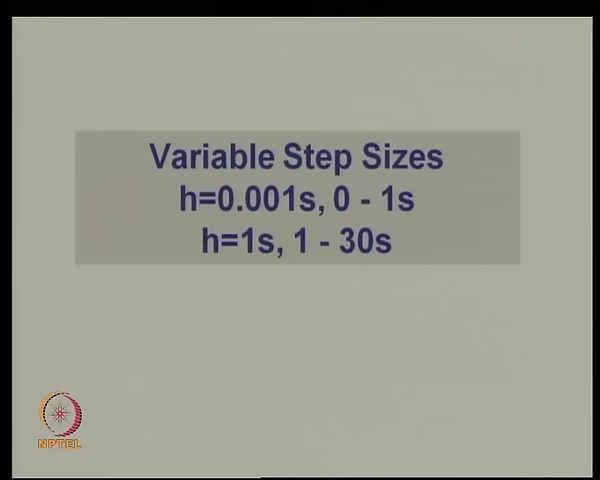 Variable Step Sizes
h=0.001s, 0 - 1s
h=1s, 1 - 30s
NPTEL